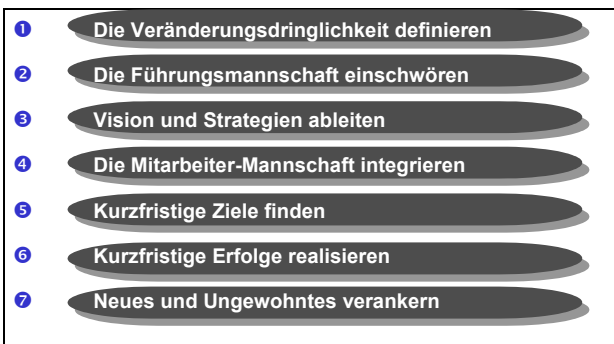 ❶ Die Veränderungsdringlichkeit definieren
❷ Die Führungsmannschaft einschwören
❸ Vision und Strategien ableiten
❹ Die Mitarbeiter-Mannschaft integrieren
❺ Kurzfristige Ziele finden
❻ Kurzfristige Erfolge realisieren
❼ Neues und Ungewohntes verankern